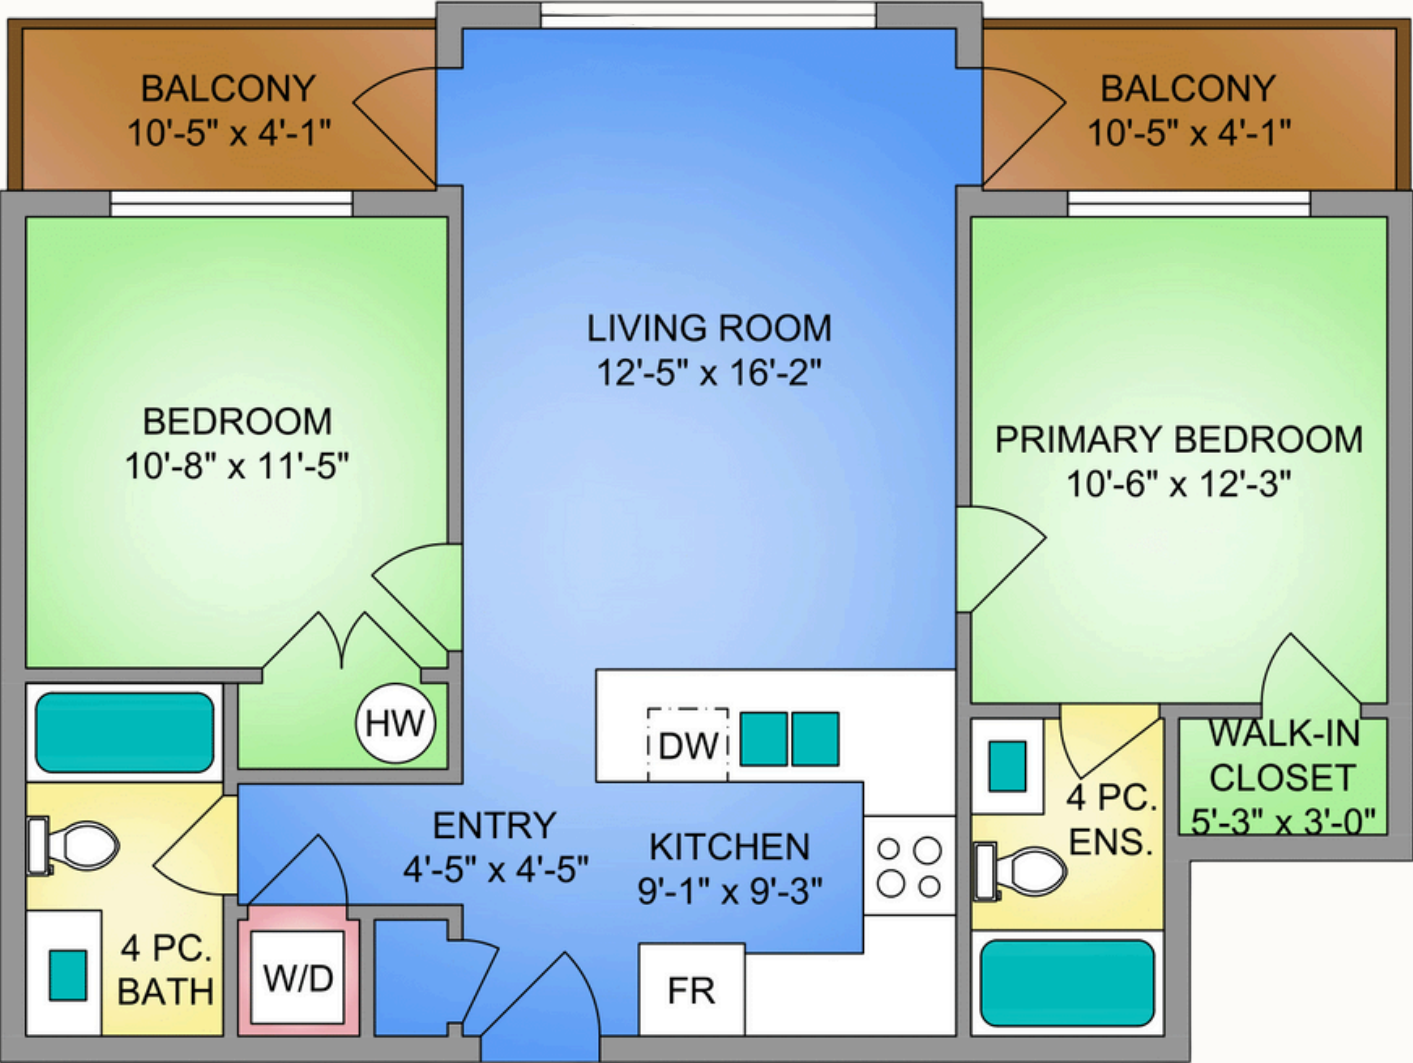 BALCONY
10'-5" x 4'-1"
BALCONY
10'-5" x 4'-1"
LIVING ROOM
12'-5" x 16'-2"
BEDROOM
10'-8" x 11'-5"
PRIMARY BEDROOM
10'-6" x 12'-3"
HW
DW
WALK-IN
CLOSET
5'-3" x 3'-0"
4 PC.
ENS.
ENTRY
4'-5" x 4'-5"
KITCHEN
9'-1" x 9'-3"
4 PC.
BATH
W/D
FR